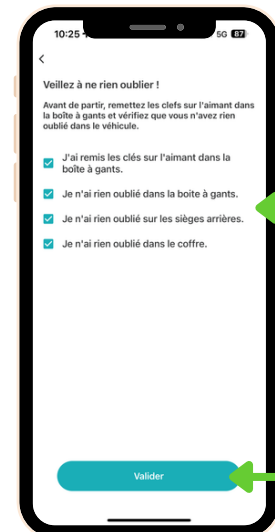 10:25
5G 87
Veillez à ne rien oublier !
Avant de partir, remettez les clefs sur l'aimant dans
la boîte à gants et vérifiez que vous n'avez rien
oublié dans le véhicule.
J'ai remis les clés sur l'aimant dans la
boîte à gants.
Je n'ai rien oublié dans la boite à gants.
Je n'ai rien oublié sur les sièges arrières.
Je n'ai rien oublié dans le coffre.
Valider